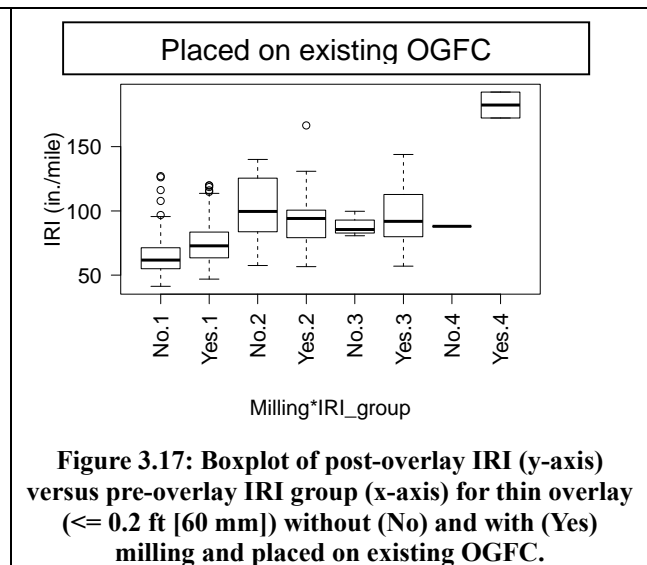 Placed on existing OGFC
IRI (in./mile)
150
100
50
No.1
Yes.1
No.2
Yes.2
No.3
Yes.3
No.4
Yes.4
Milling*IRI_group
Figure 3.17: Boxplot of post-overlay IRI (y-axis)
versus pre-overlay IRI group (x-axis) for thin overlay
(<= 0.2 ft [60 mm]) without (No) and with (Yes)
milling and placed on existing OGFC.